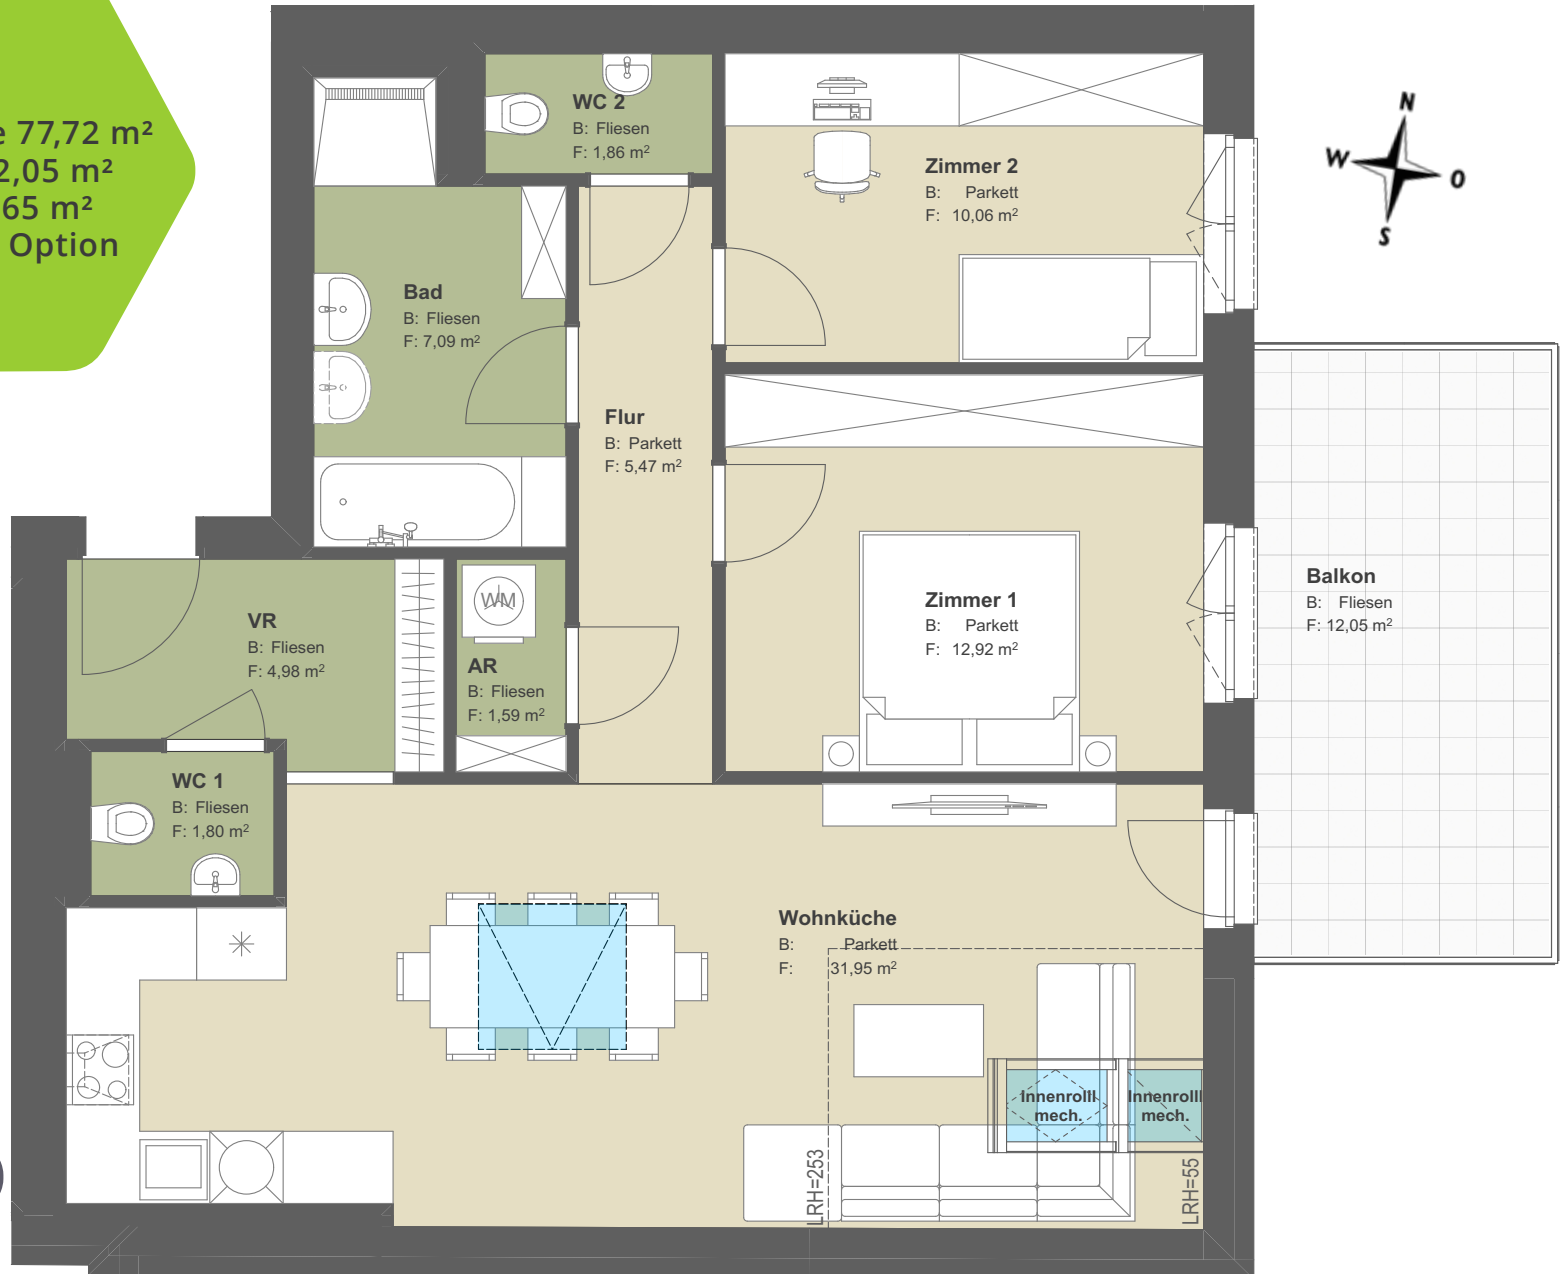 e 77,72 m²
2,05 m²
65 m²
Option
WC 2
B: Fliesen
F: 1,86 m²
Zimmer 2
B: Parkett
F: 10,06 m²
N
W
O
S
Bad
B: Fliesen
F: 7,09 m²
Flur
B: Parkett
F: 5,47 m²
Zimmer 1
B: Parkett
F: 12,92 m²
Balkon
B: Fliesen
F: 12,05 m²
VR
B: Fliesen
F: 4,98 m²
WM
AR
B: Fliesen
F: 1,59 m²
WC 1
B: Fliesen
F: 1,80 m²
Wohnküche
B: Parkett
F: 31,95 m²
Innenrolll
mech.
Innenrolll
mech.
LRH=253
LRH=55